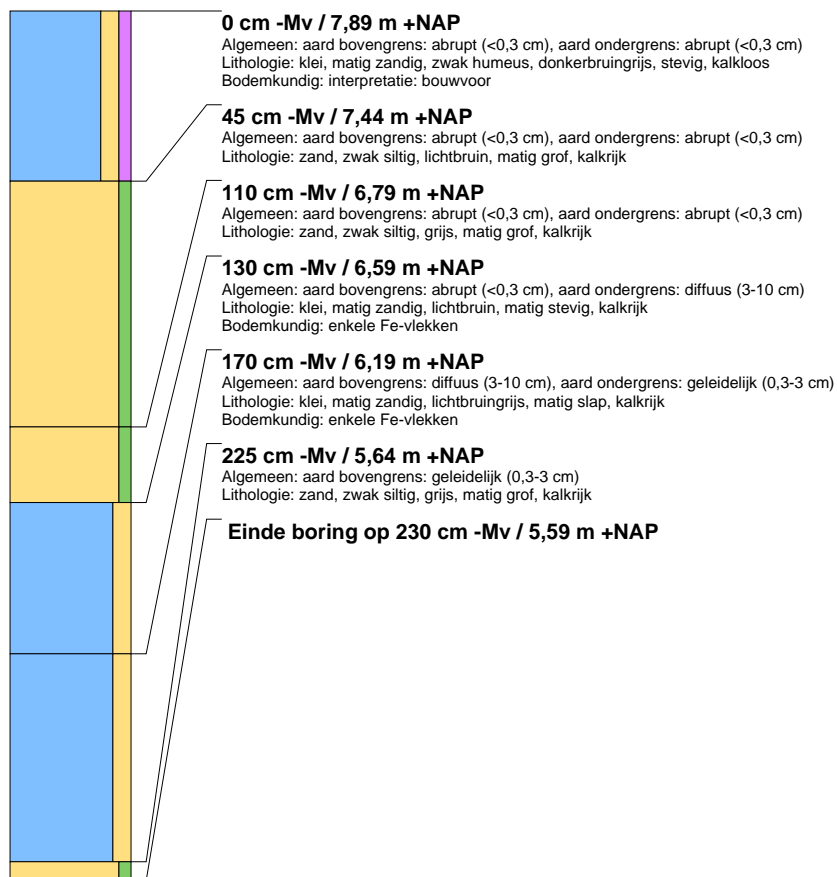 0 cm -Mv / 7,89 m +NAP
Algemeen: aard bovengrens: abrupt (<0,3 cm), aard ondergrens: abrupt (<0,3 cm)
Lithologie: klei, matig zandig, zwak humeus, donkerbruingrijs, stevig, kalkloos
Bodemkundig: interpretatie: bouwvoor
45 cm -Mv / 7,44 m +NAP
Algemeen: aard bovengrens: abrupt (<0,3 cm), aard ondergrens: abrupt (<0,3 cm)
Lithologie: zand, zwak siltig, lichtbruin, matig grof, kalkrijk
110 cm -Mv / 6,79 m +NAP
Algemeen: aard bovengrens: abrupt (<0,3 cm), aard ondergrens: abrupt (<0,3 cm)
Lithologie: zand, zwak siltig, grijs, matig grof, kalkrijk
130 cm -Mv / 6,59 m +NAP
Algemeen: aard bovengrens: abrupt (<0,3 cm), aard ondergrens: diffuus (3-10 cm)
Lithologie: klei, matig zandig, lichtbruin, matig stevig, kalkrijk
Bodemkundig: enkele Fe-vlekken
170 cm -Mv / 6,19 m +NAP
Algemeen: aard bovengrens: diffuus (3-10 cm), aard ondergrens: geleidelijk (0,3-3 cm)
Lithologie: klei, matig zandig, lichtbruingrijs, matig slap, kalkrijk
Bodemkundig: enkele Fe-vlekken
225 cm -Mv / 5,64 m +NAP
Algemeen: aard bovengrens: geleidelijk (0,3-3 cm)
Lithologie: zand, zwak siltig, grijs, matig grof, kalkrijk
Einde boring op 230 cm -Mv / 5,59 m +NAP